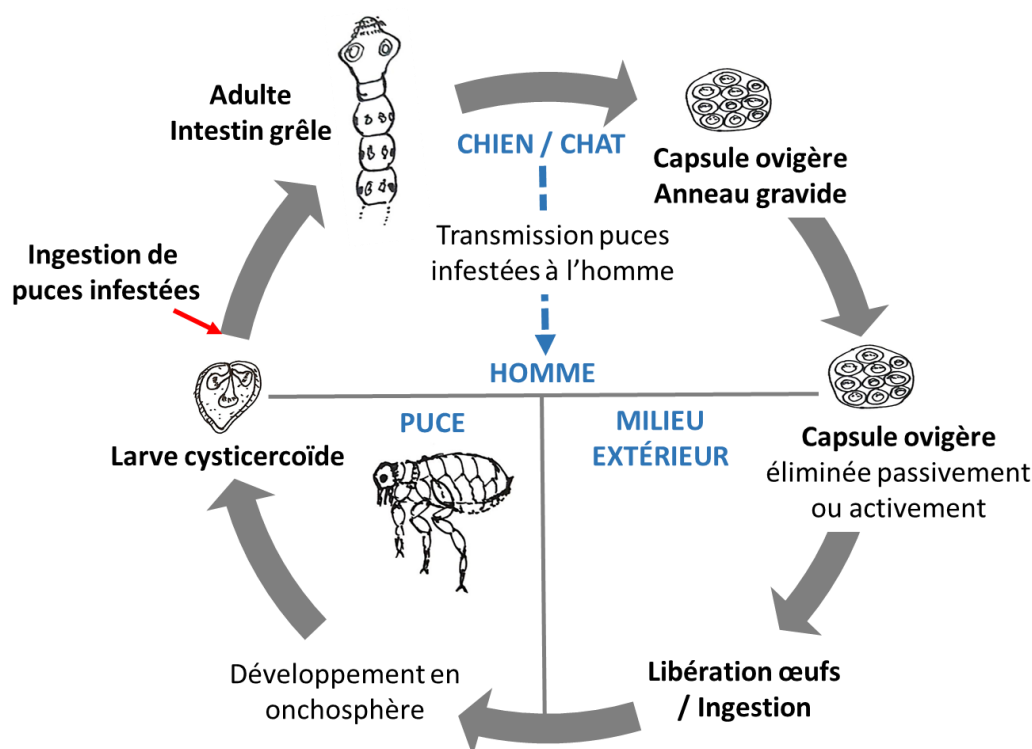 Adulte
Intestin grêle
CHIEN / CHAT
Capsule ovigère
Anneau gravide
Transmission puces
infestées à l'homme
Ingestion de
puces infestées
HOMME
PUCE
MILIEU
EXTÉRIEUR
Larve cysticercoïde
Capsule ovigère
éliminée passivement
ou activement
Développement en
onchosphère
Libération œufs
/ Ingestion